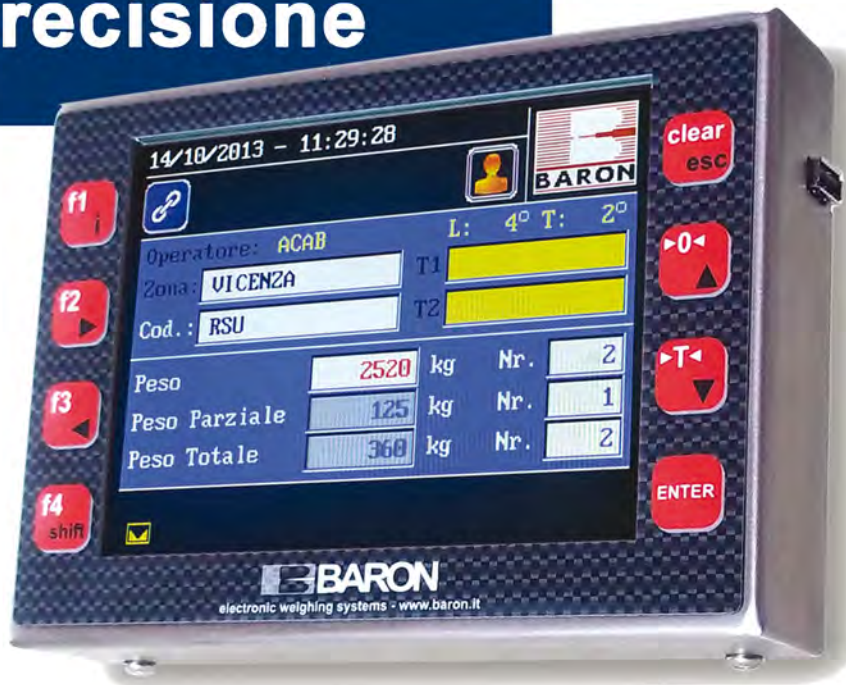 recisione
14/10/2013 - 11:29:28
BARON
clear
esc
f1
i
Operatore: ACAB
L: 4° T: 2°
►0◄
Zona: VICENZA
T1
f2
Cod.: RSU
T2
Peso 2520 kg Nr. 2
►T◄
f3
Peso Parziale 125 kg Nr. 1
Peso Totale 360 kg Nr. 2
f4
shift
ENTER
BARON
electronic weighing systems - www.baron.it